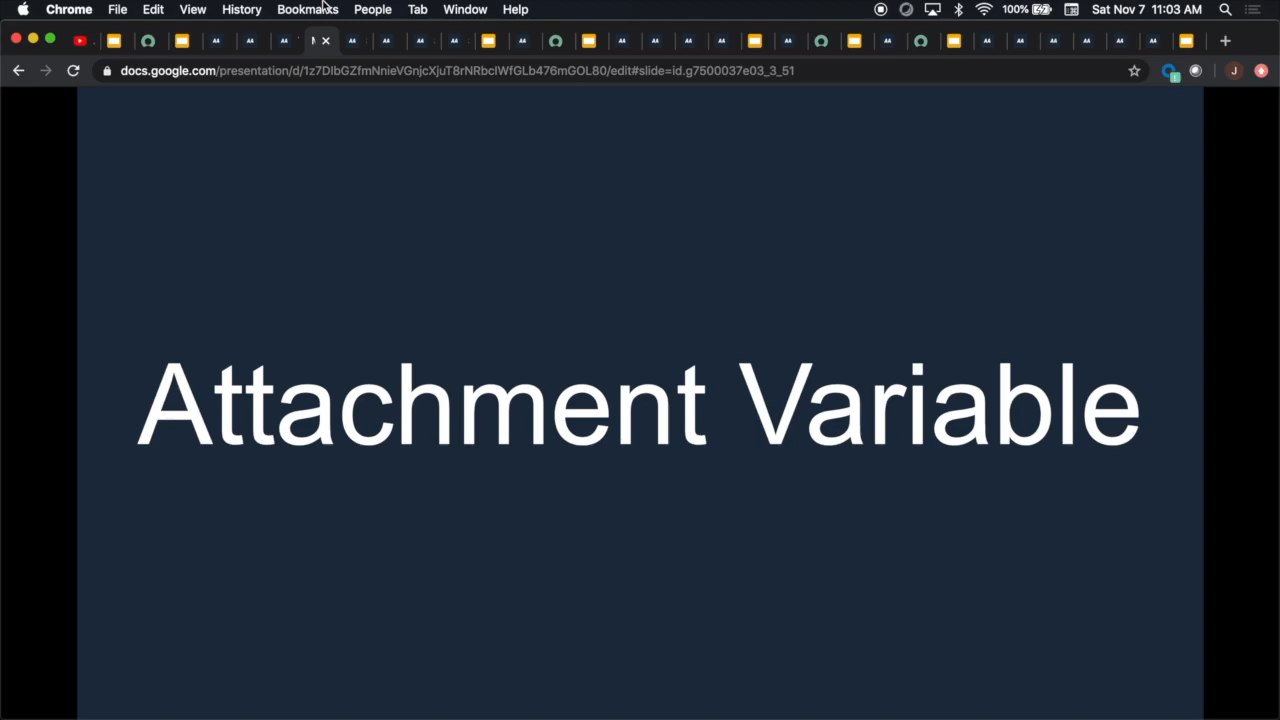 Chrome File Edit View History Bookmarks People Tab Window Help 100% Sat Nov 7 11:03 AM
docs.google.com/presentation/d/1z7DIbGZfmNnieVGnjcXjuT8rNRbcIWfGLb476mGOL80/edit#slide=id.g7500037e03_3_51 J
Attachment Variable